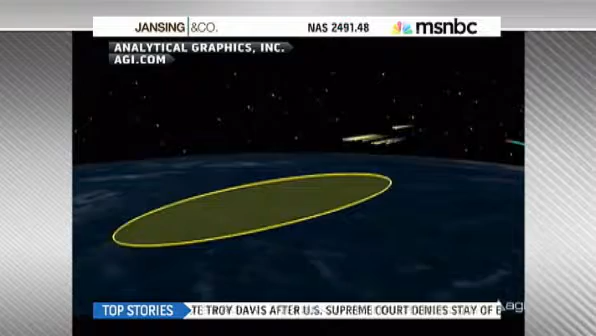 JANSING &CO. NAS 2491.48 msnbc
ANALYTICAL GRAPHICS, INC.
AGI.COM
agi
TOP STORIES TE TROY DAVIS AFTER U.S. SUPREME COURT DENIES STAY OF